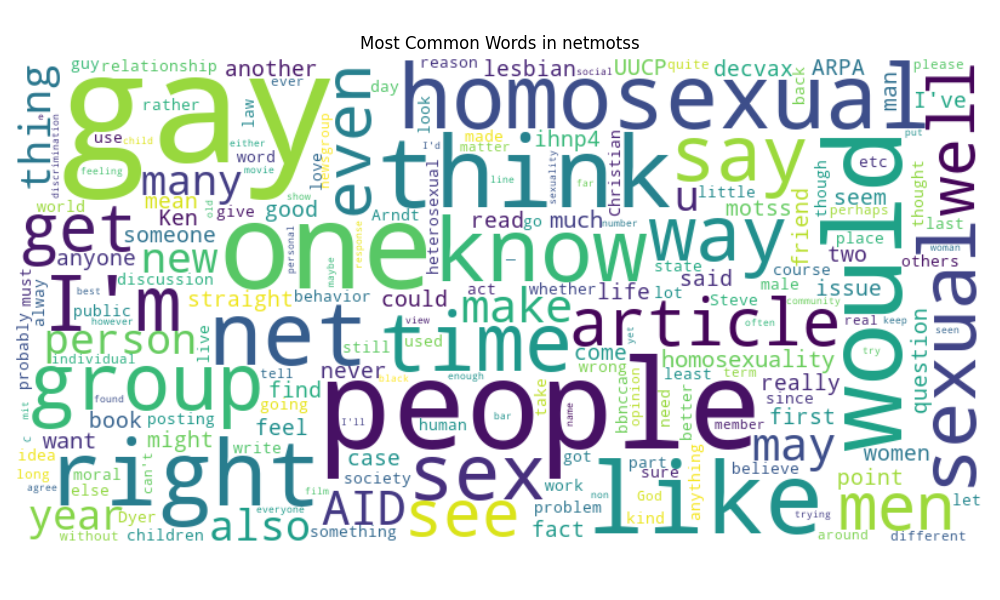 Most Common Words in netmotss
guy relationship another reason lesbian social UUCP quite decvax ARPA please
thing gay ever day homosexual back man I've well
rather law even look made ihnp4 say either
use child newsgroup I'd matter think etc put
discrimination feeling word love heterosexual line far Christian u little though would thought
many movie sexuality motss friend seem perhaps last
world mean old show Arndt read go much number way place woman
get Ken give good personal one response know state said course two others
someone anyone new discussion maybe — whether life lot male issue sexual
I'm best straight behavior could act make Steve community
public always however net view time article often real keep seen
probably must person live still used come yet wrong homosexuality try question
individual tell never black least term really
group found find enough people take opinion need better since
mit book posting going I'll human bar name bbnccan member first
c want might feel write case got part sure anything may women
idea right society sex believe point
long moral can't AID work non like God men let
agree else film see problem kind trying
year Dyer also everyone something fact around different
without children